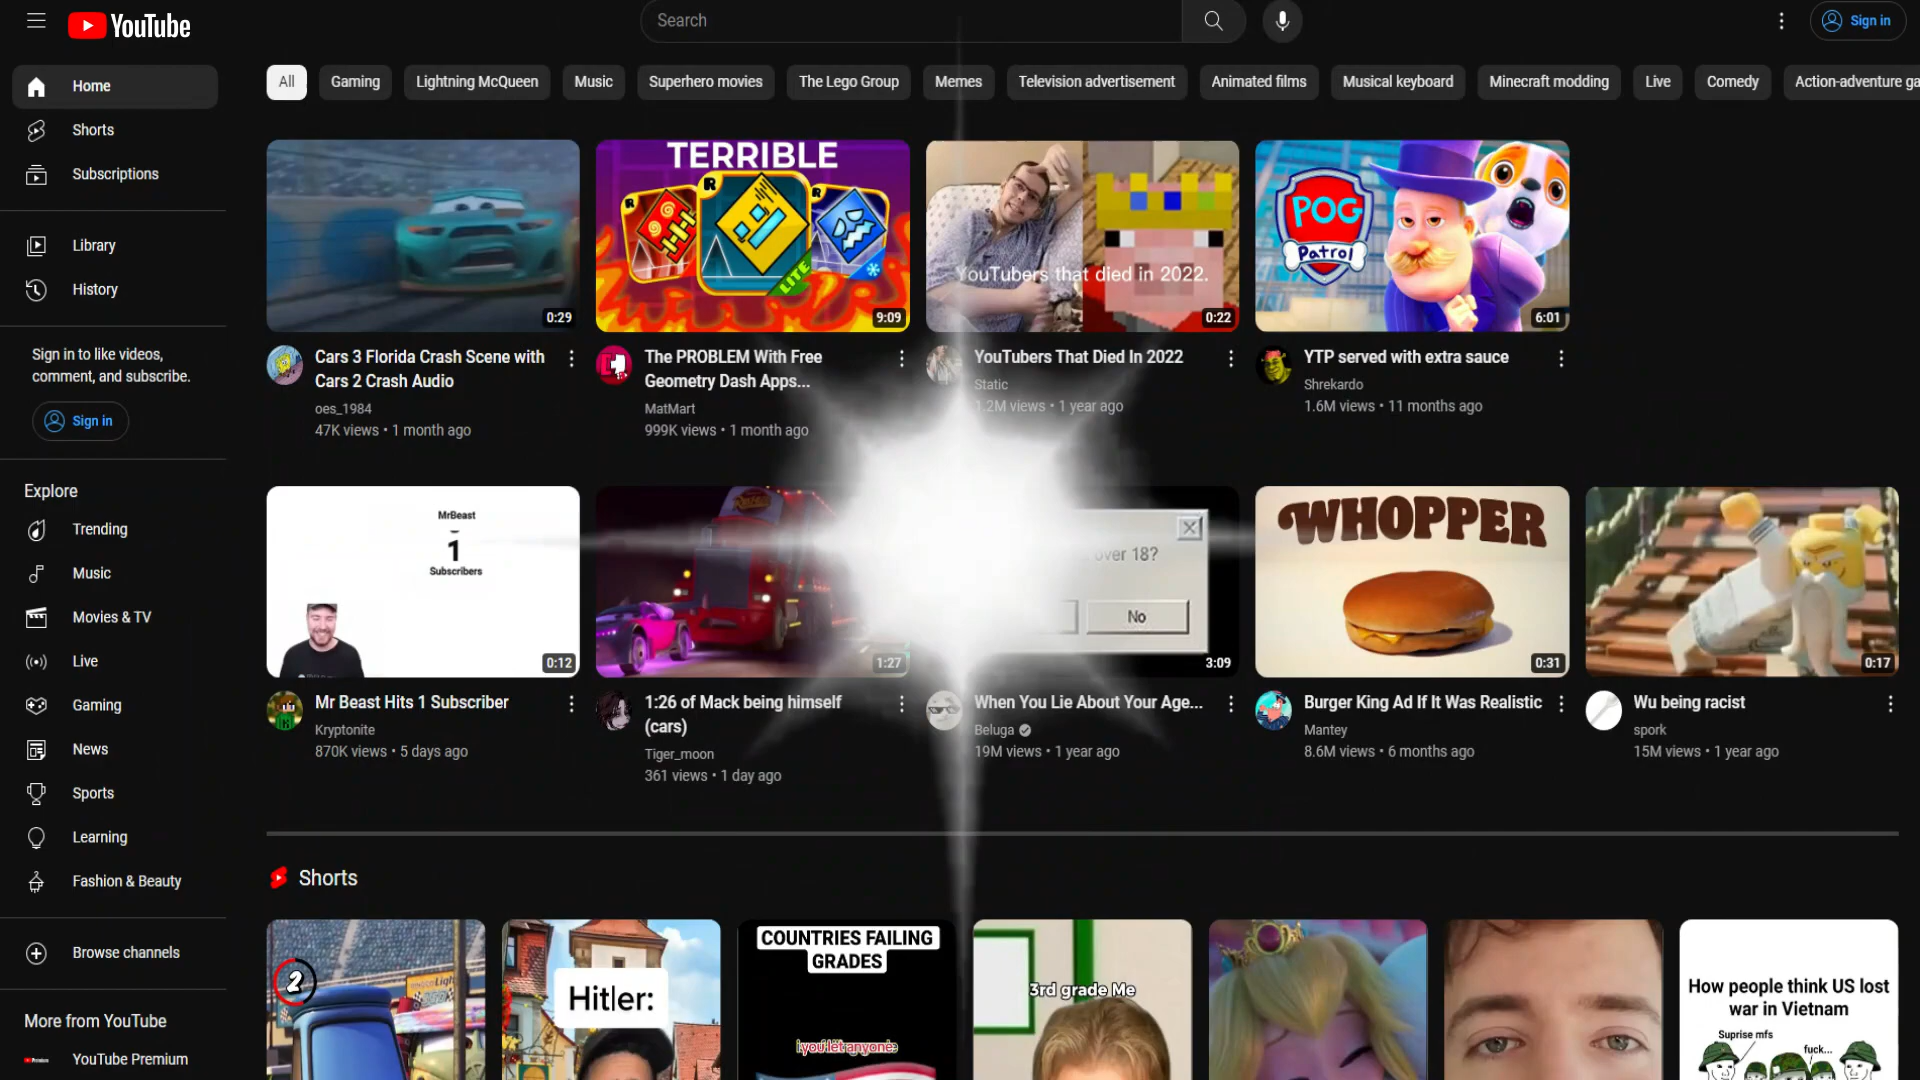 YouTube
Search
Sign in
Home
Shorts
Subscriptions
Library
History
Sign in to like videos,
comment, and subscribe.
Sign in
Explore
Trending
Music
Movies & TV
Live
Gaming
News
Sports
Learning
Fashion & Beauty
Browse channels
More from YouTube
YouTube Premium
All
Gaming
Lightning McQueen
Music
Superhero movies
The Lego Group
Memes
Television advertisement
Animated films
Musical keyboard
Minecraft modding
Live
Comedy
Action-adventure ga
0:29
Cars 3 Florida Crash Scene with
Cars 2 Crash Audio
oes_1984
47K views • 1 month ago
TERRIBLE
R
R
R
LITE
9:09
The PROBLEM With Free
Geometry Dash Apps...
MatMart
999K views • 1 month ago
YouTubers that died in 2022.
0:22
YouTubers That Died In 2022
Static
1.2M views • 1 year ago
POG
Patrol
6:01
YTP served with extra sauce
Shrekardo
1.6M views • 11 months ago
MrBeast
1
Subscribers
0:12
Mr Beast Hits 1 Subscriber
Kryptonite
870K views • 5 days ago
1:27
1:26 of Mack being himself
(cars)
Tiger_moon
361 views • 1 day ago
over 18?
No
3:09
When You Lie About Your Age...
Beluga
19M views • 1 year ago
WHOPPER
0:31
Burger King Ad If It Was Realistic
Mantey
8.6M views • 6 months ago
0:17
Wu being racist
spork
15M views • 1 year ago
Shorts
2
Hitler:
COUNTRIES FAILING
GRADES
i you let anyone
3rd grade Me
How people think US lost
war in Vietnam
Suprise mfs
fuck...